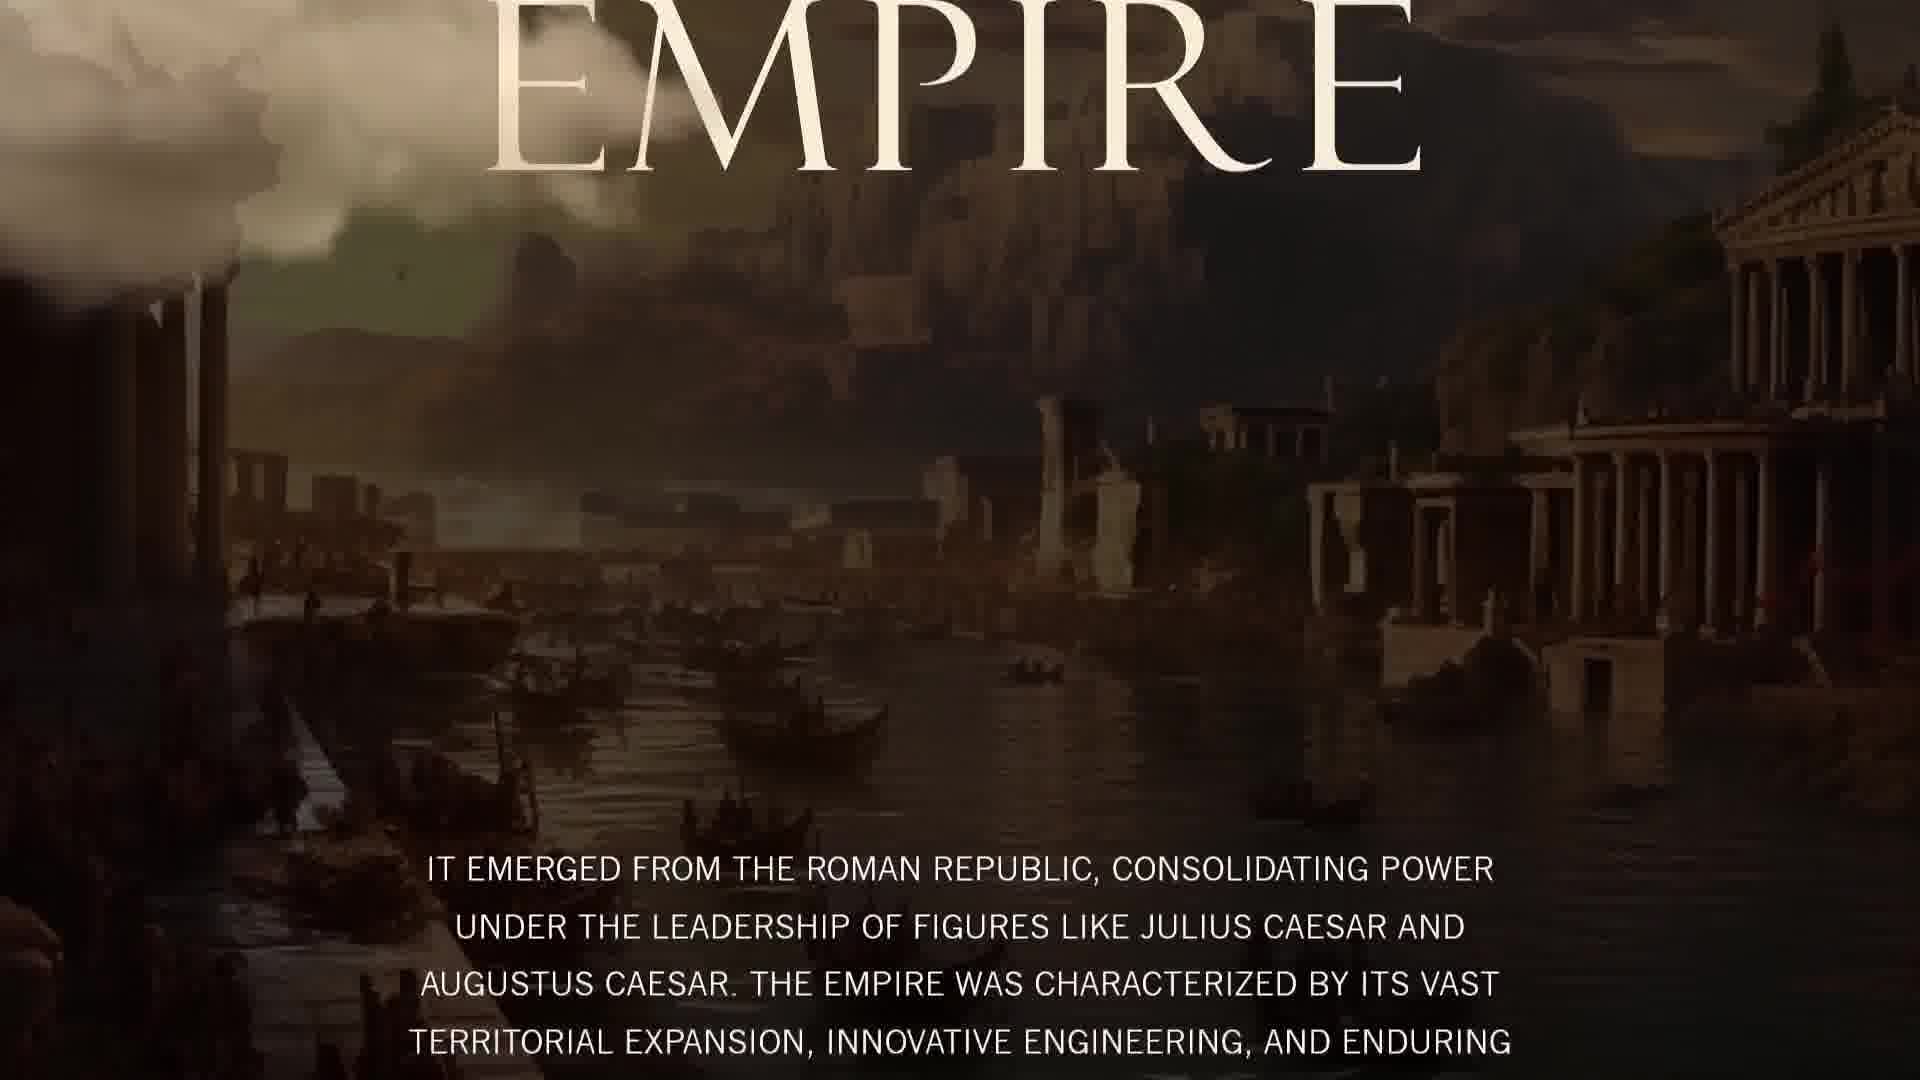 EMPIRE
IT EMERGED FROM THE ROMAN REPUBLIC, CONSOLIDATING POWER
UNDER THE LEADERSHIP OF FIGURES LIKE JULIUS CAESAR AND
AUGUSTUS CAESAR. THE EMPIRE WAS CHARACTERIZED BY ITS VAST
TERRITORIAL EXPANSION, INNOVATIVE ENGINEERING, AND ENDURING